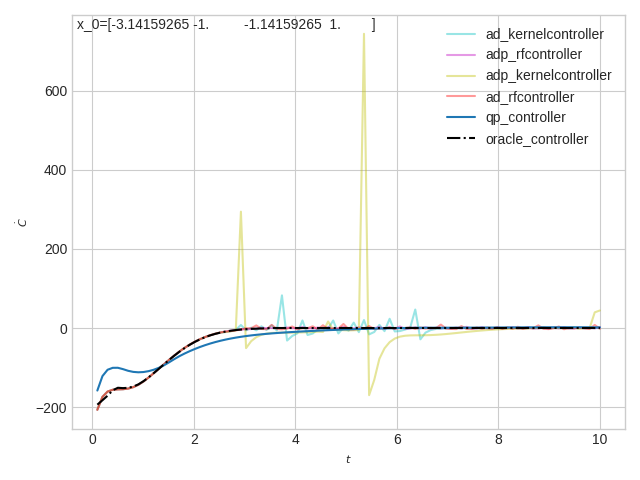 x_0=[-3.14159265 -1. -1.14159265 1. ]
ad_kernelcontroller
adp_rfcontroller
adp_kernelcontroller
ad_rfcontroller
qp_controller
oracle_controller
600
400
200
0
−200
Ċ
0 2 4 6 8 10
t